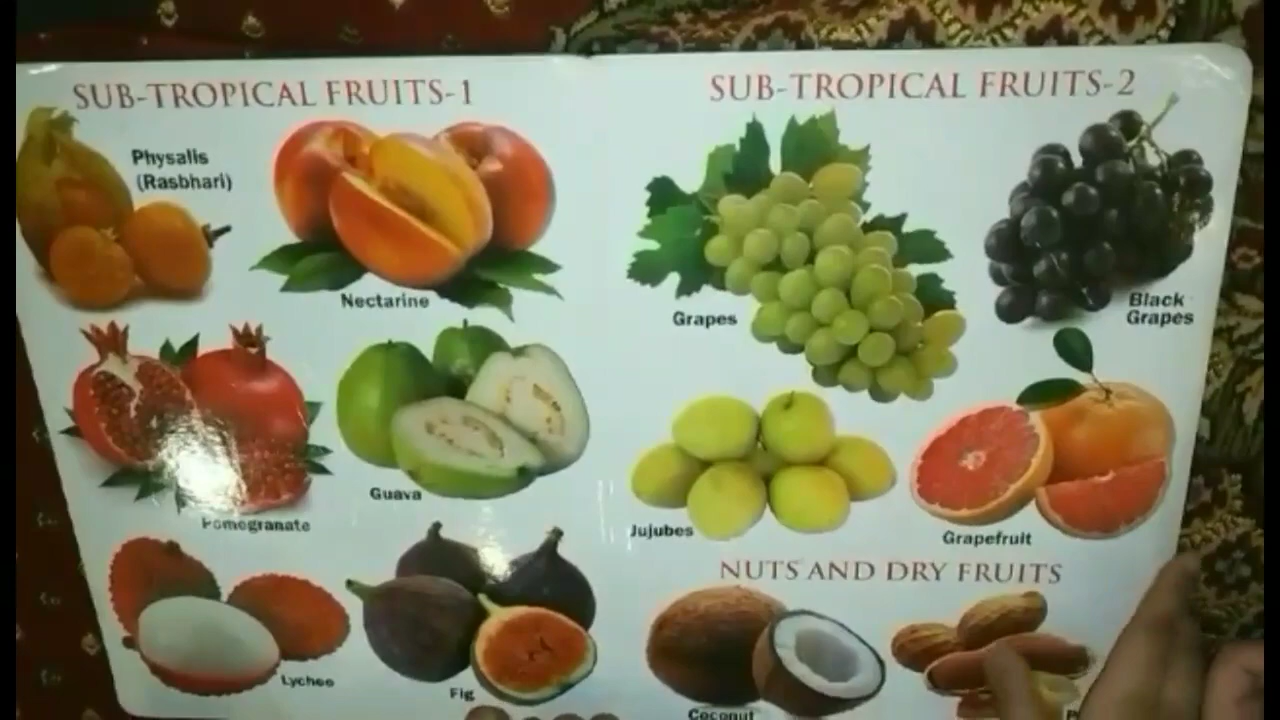 SUB-TROPICAL FRUITS-1
Physalis
(Rasbhari)
Nectarine
Pomegranate
Guava
Lychee
Fig
SUB-TROPICAL FRUITS-2
Grapes
Black
Grapes
Jujubes
Grapefruit
NUTS AND DRY FRUITS
Coconut